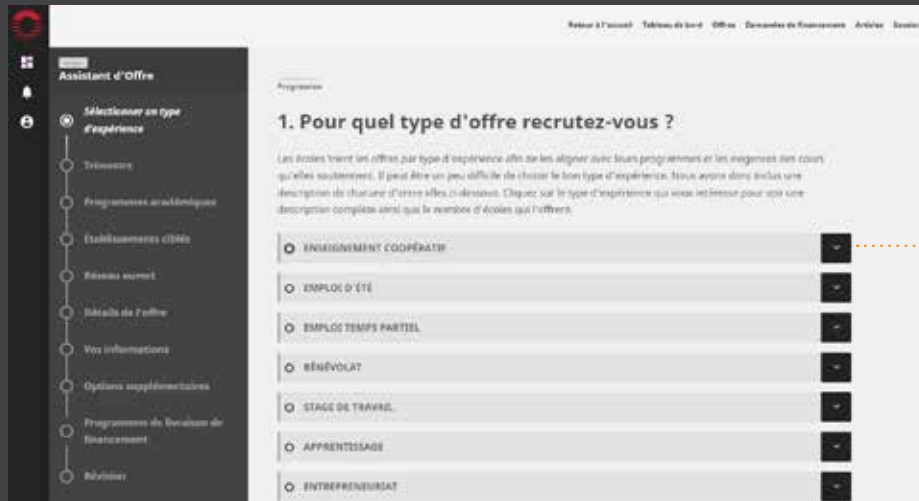 Retour à l'accueil Tableau de bord Offres Demandes de financement Articles
Assistant d'Offre
Sélectionner un type
d'expérience
Trimestre
Programmes académiques
Établissements ciblés
Réseau ouvert
Détails de l'offre
Vos informations
Options supplémentaires
Programmes de livraison de
financement
Révision
Progression
1. Pour quel type d'offre recrutez-vous ?
Les écoles trient les offres par type d'expérience afin de les aligner avec leurs programmes et les exigences des cours
qu'elles soutiennent. Il peut être un peu difficile de choisir le bon type d'expérience. Nous avons donc inclus une
description de chacune d'entre elles ci-dessous. Cliquez sur le type d'expérience qui vous intéresse pour voir une
description complète ainsi que le nombre d'écoles qui l'offrent.
ENSEIGNEMENT COOPÉRATIF
EMPLOI D'ÉTÉ
EMPLOI TEMPS PARTIEL
BÉNÉVOLAT
STAGE DE TRAVAIL
APPRENTISSAGE
ENTREPRENEURIAT